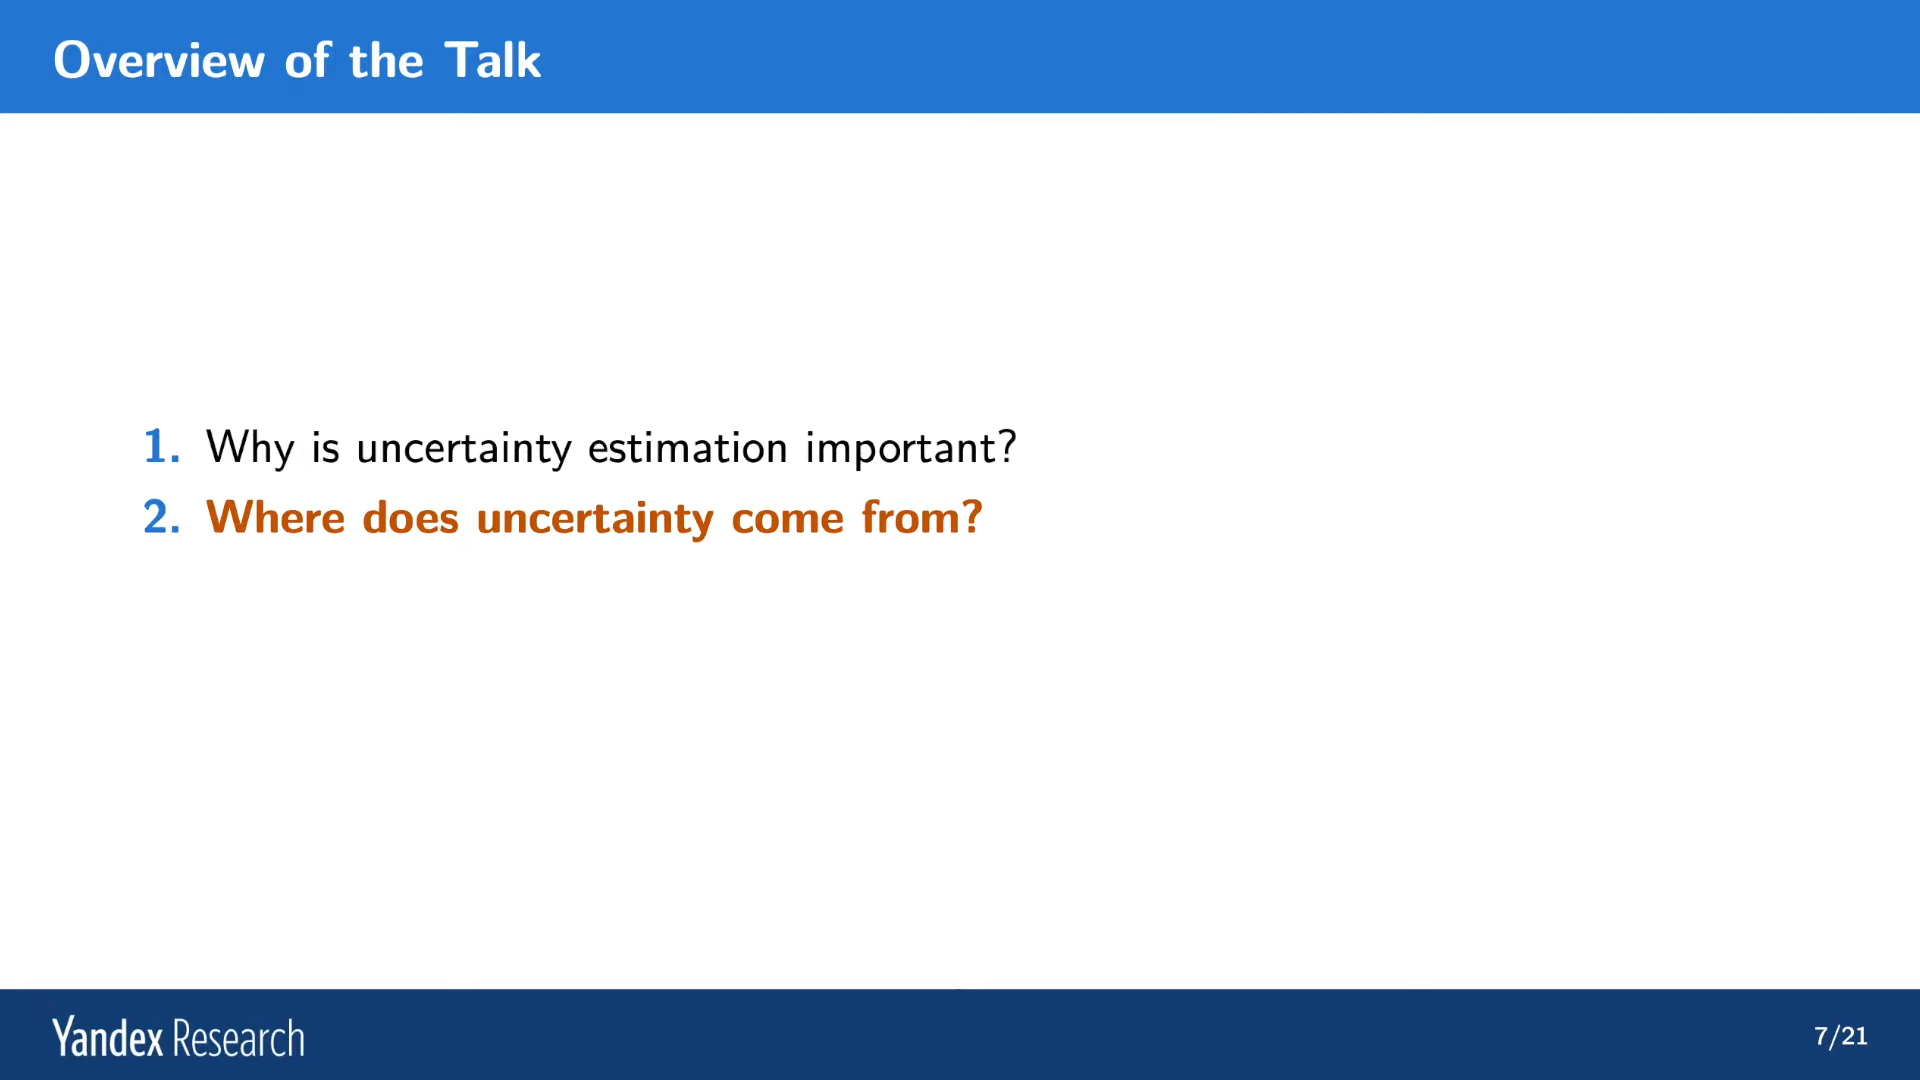 Overview of the Talk
1. Why is uncertainty estimation important?
2. Where does uncertainty come from?
Yandex Research
7/21